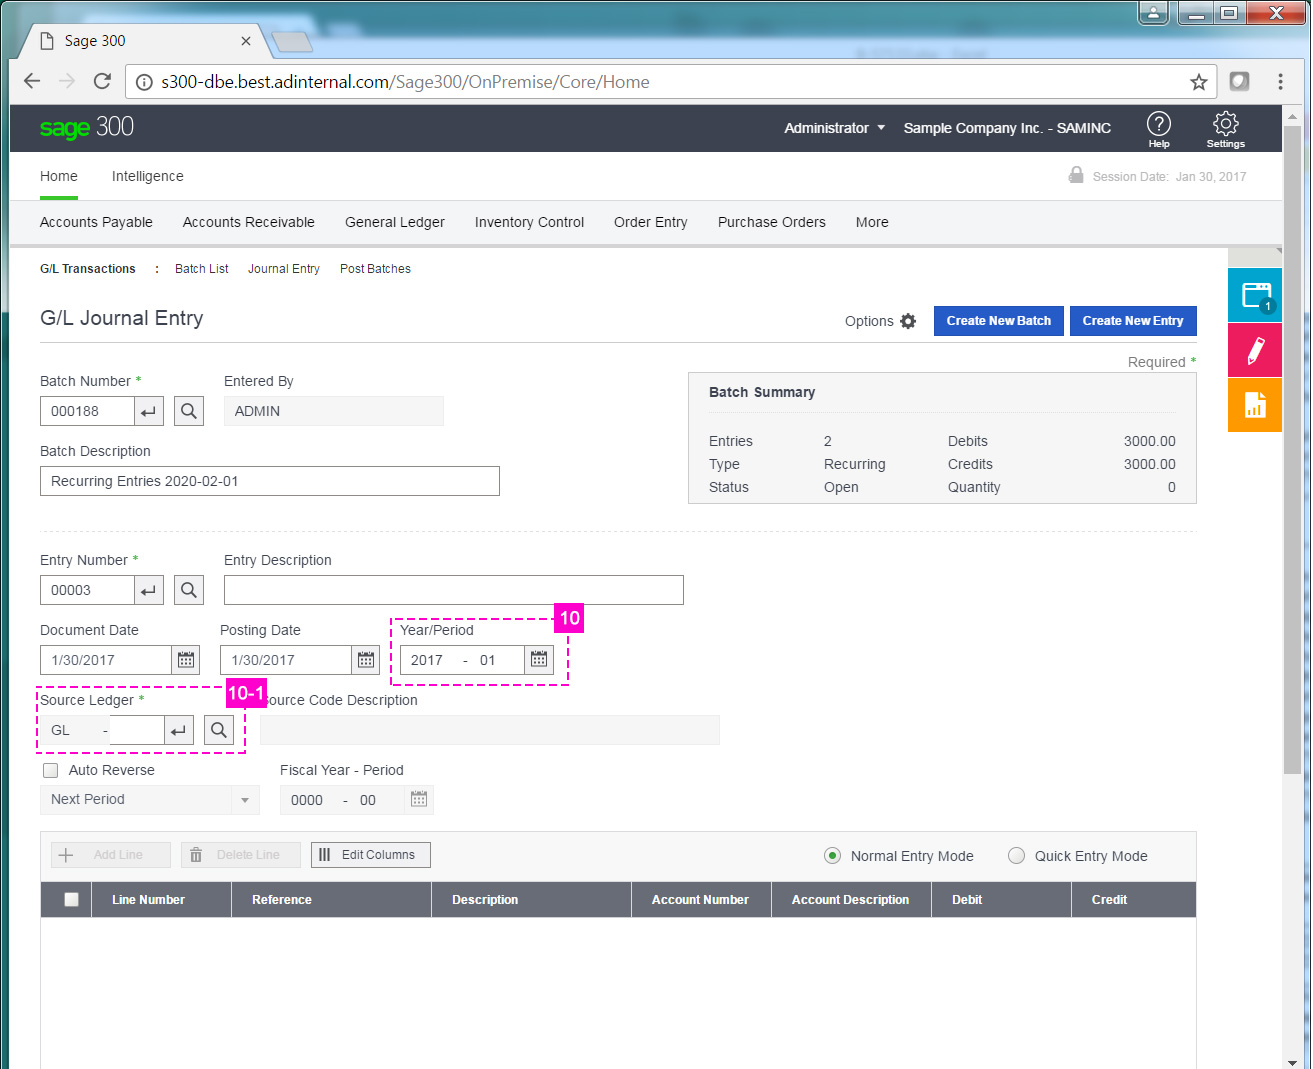 Sage 300
s300-dbe.best.adinternal.com/Sage300/OnPremise/Core/Home
sage 300
Administrator
Sample Company Inc. - SAMINC
Help
Settings
Home
Intelligence
Session Date: Jan 30, 2017
Accounts Payable
Accounts Receivable
General Ledger
Inventory Control
Order Entry
Purchase Orders
More
G/L Transactions :
Batch List
Journal Entry
Post Batches
1
G/L Journal Entry
Options
Create New Batch
Create New Entry
Required *
Batch Number *
Entered By
000188
ADMIN
Batch Description
Recurring Entries 2020-02-01
Batch Summary
Entries 2 Debits 3000.00
Type Recurring Credits 3000.00
Status Open Quantity 0
Entry Number *
Entry Description
00003
10
Document Date
Posting Date
Year/Period
1/30/2017
1/30/2017
2017 - 01
10-1
Source Ledger *
ource Code Description
GL -
Auto Reverse
Fiscal Year - Period
Next Period
0000 - 00
Add Line
Delete Line
Edit Columns
Normal Entry Mode
Quick Entry Mode
Line Number
Reference
Description
Account Number
Account Description
Debit
Credit